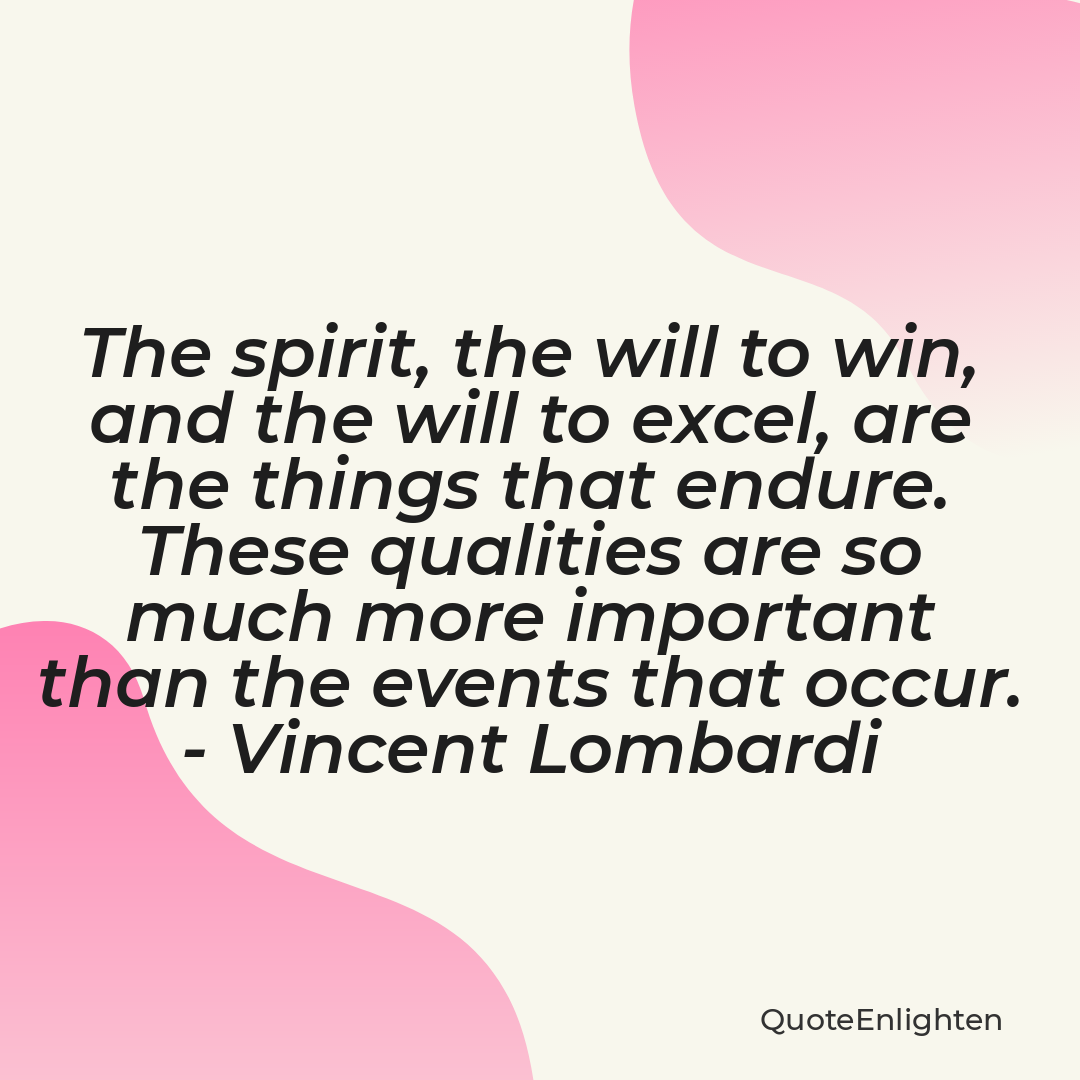 The spirit, the will to win,
and the will to excel, are
the things that endure.
These qualities are so
much more important
than the events that occur.
- Vincent Lombardi
QuoteEnlighten